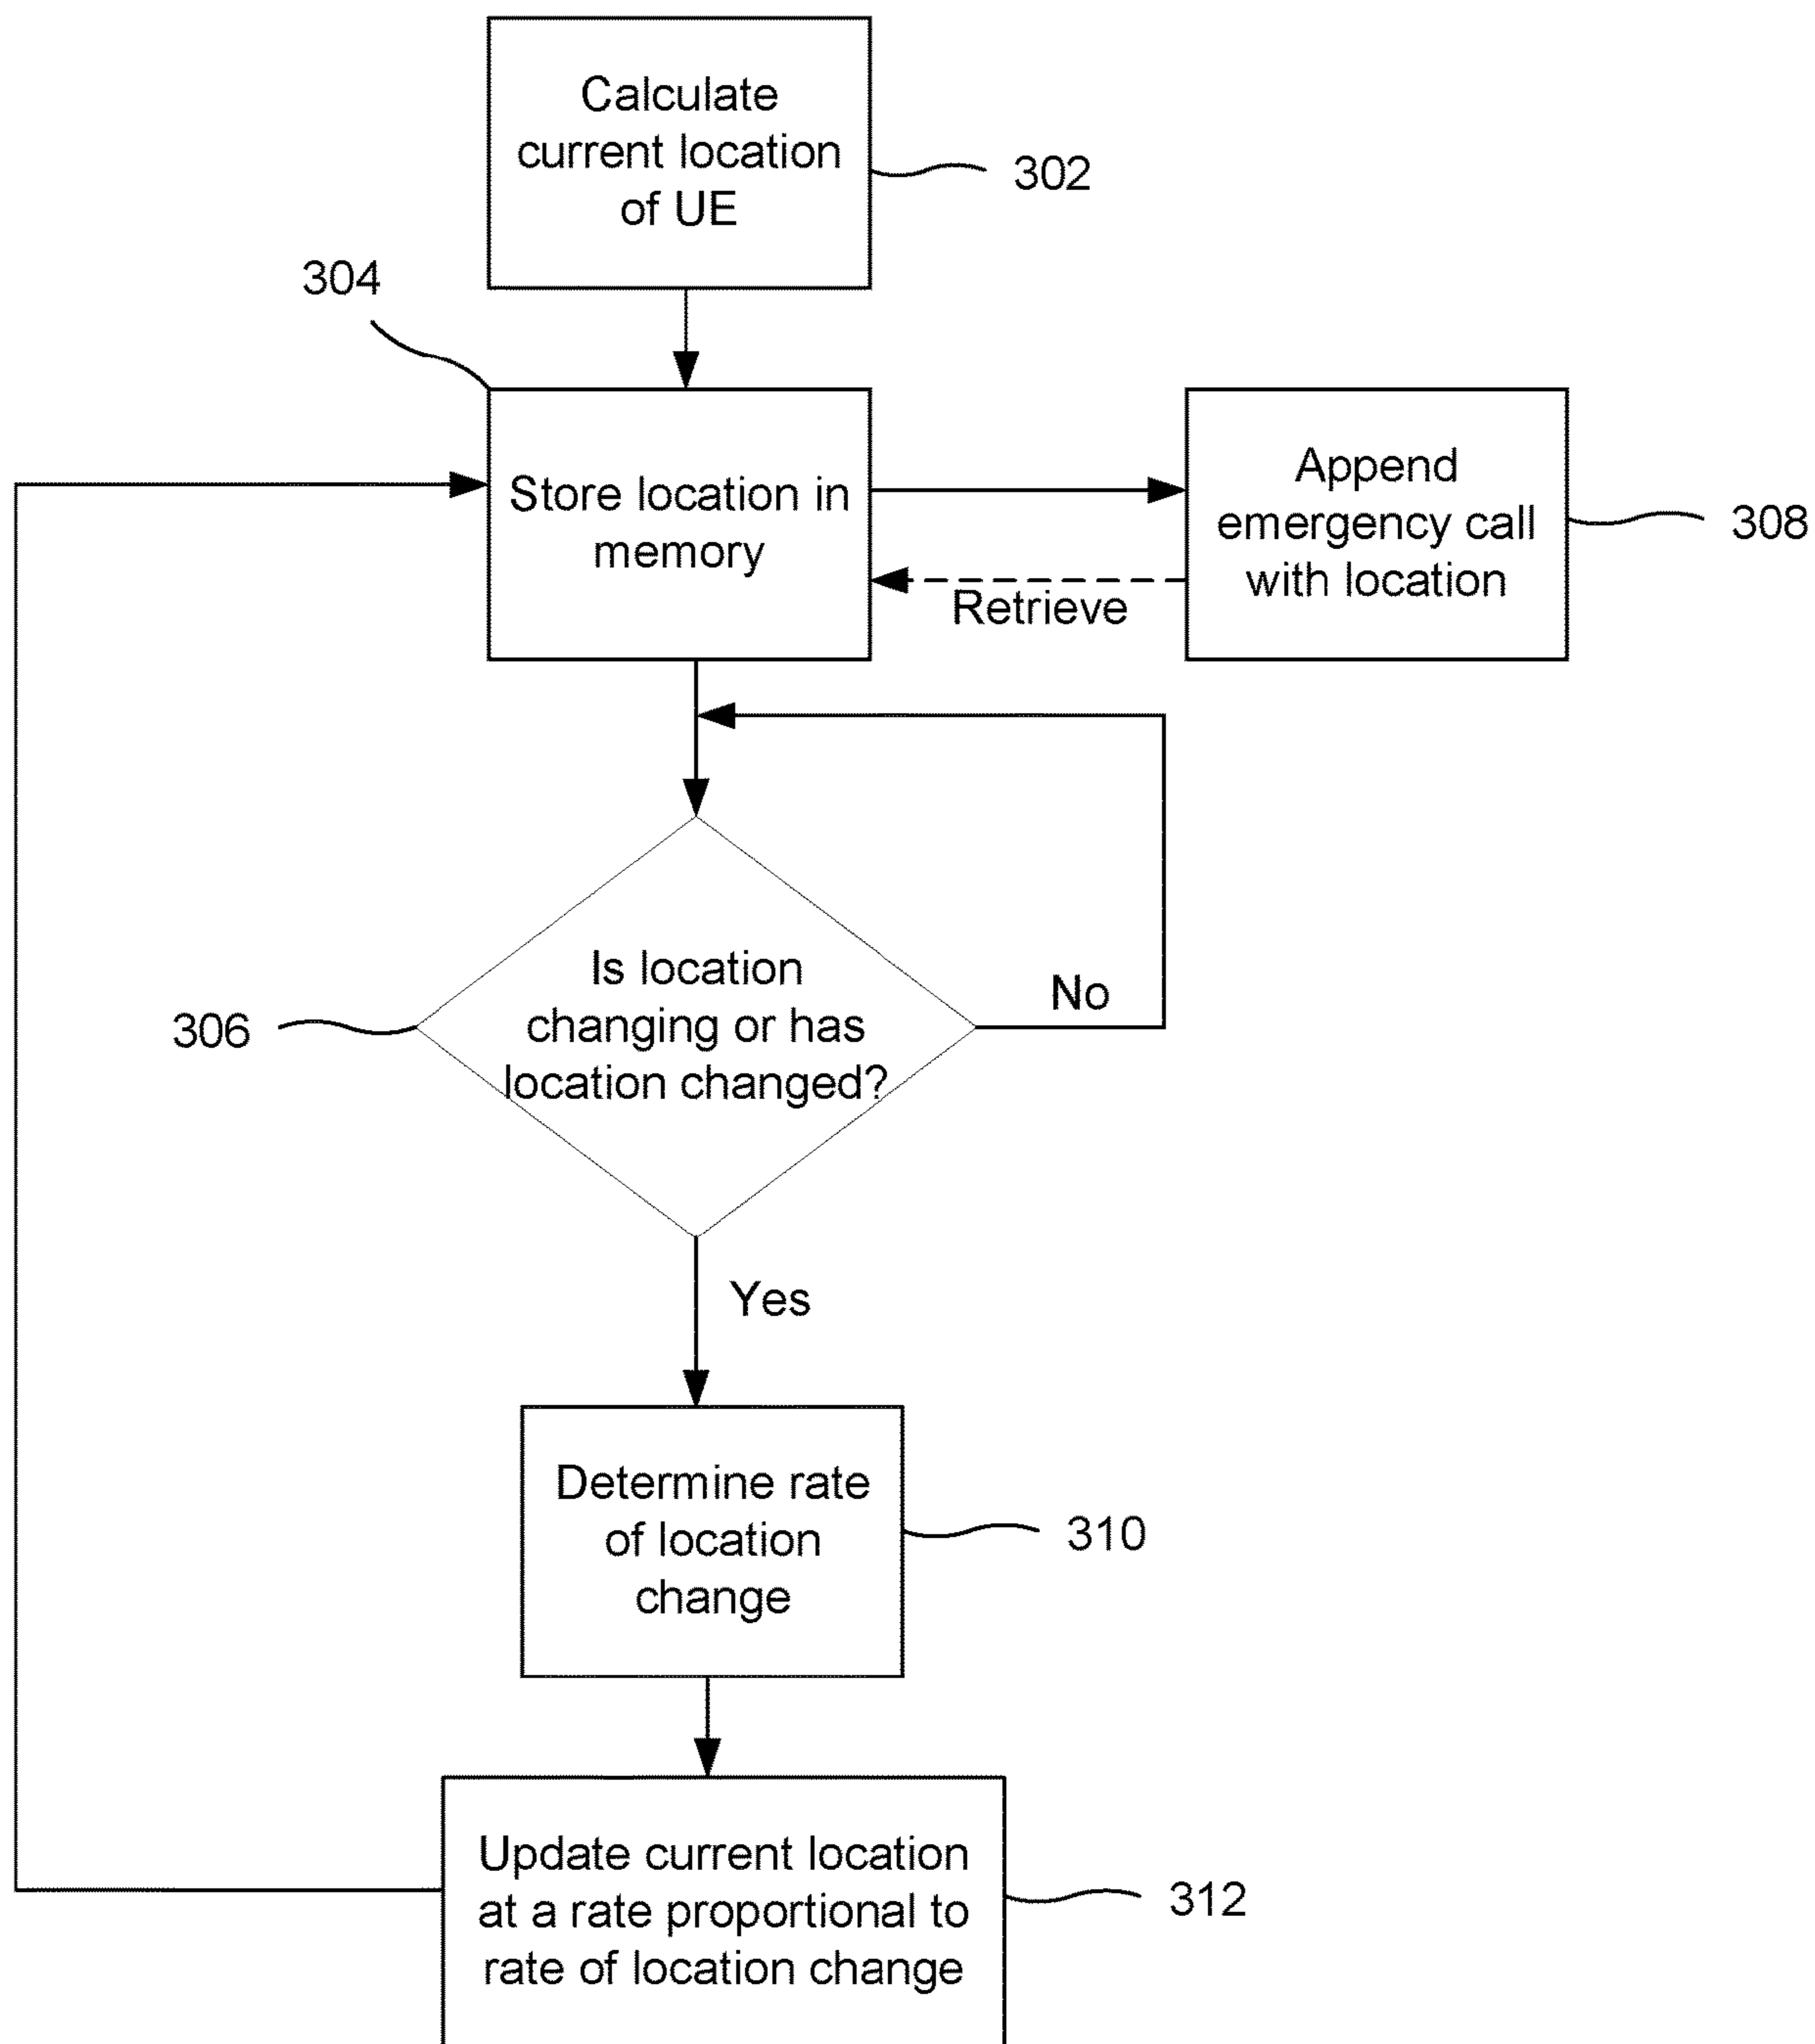 Calculate
current location
of UE
302
304
Store location in
memory
Append
emergency call
with location
308
Retrieve
Is location
changing or has
location changed?
306
No
Yes
Determine rate
of location
change
310
Update current location
at a rate proportional to
rate of location change
312